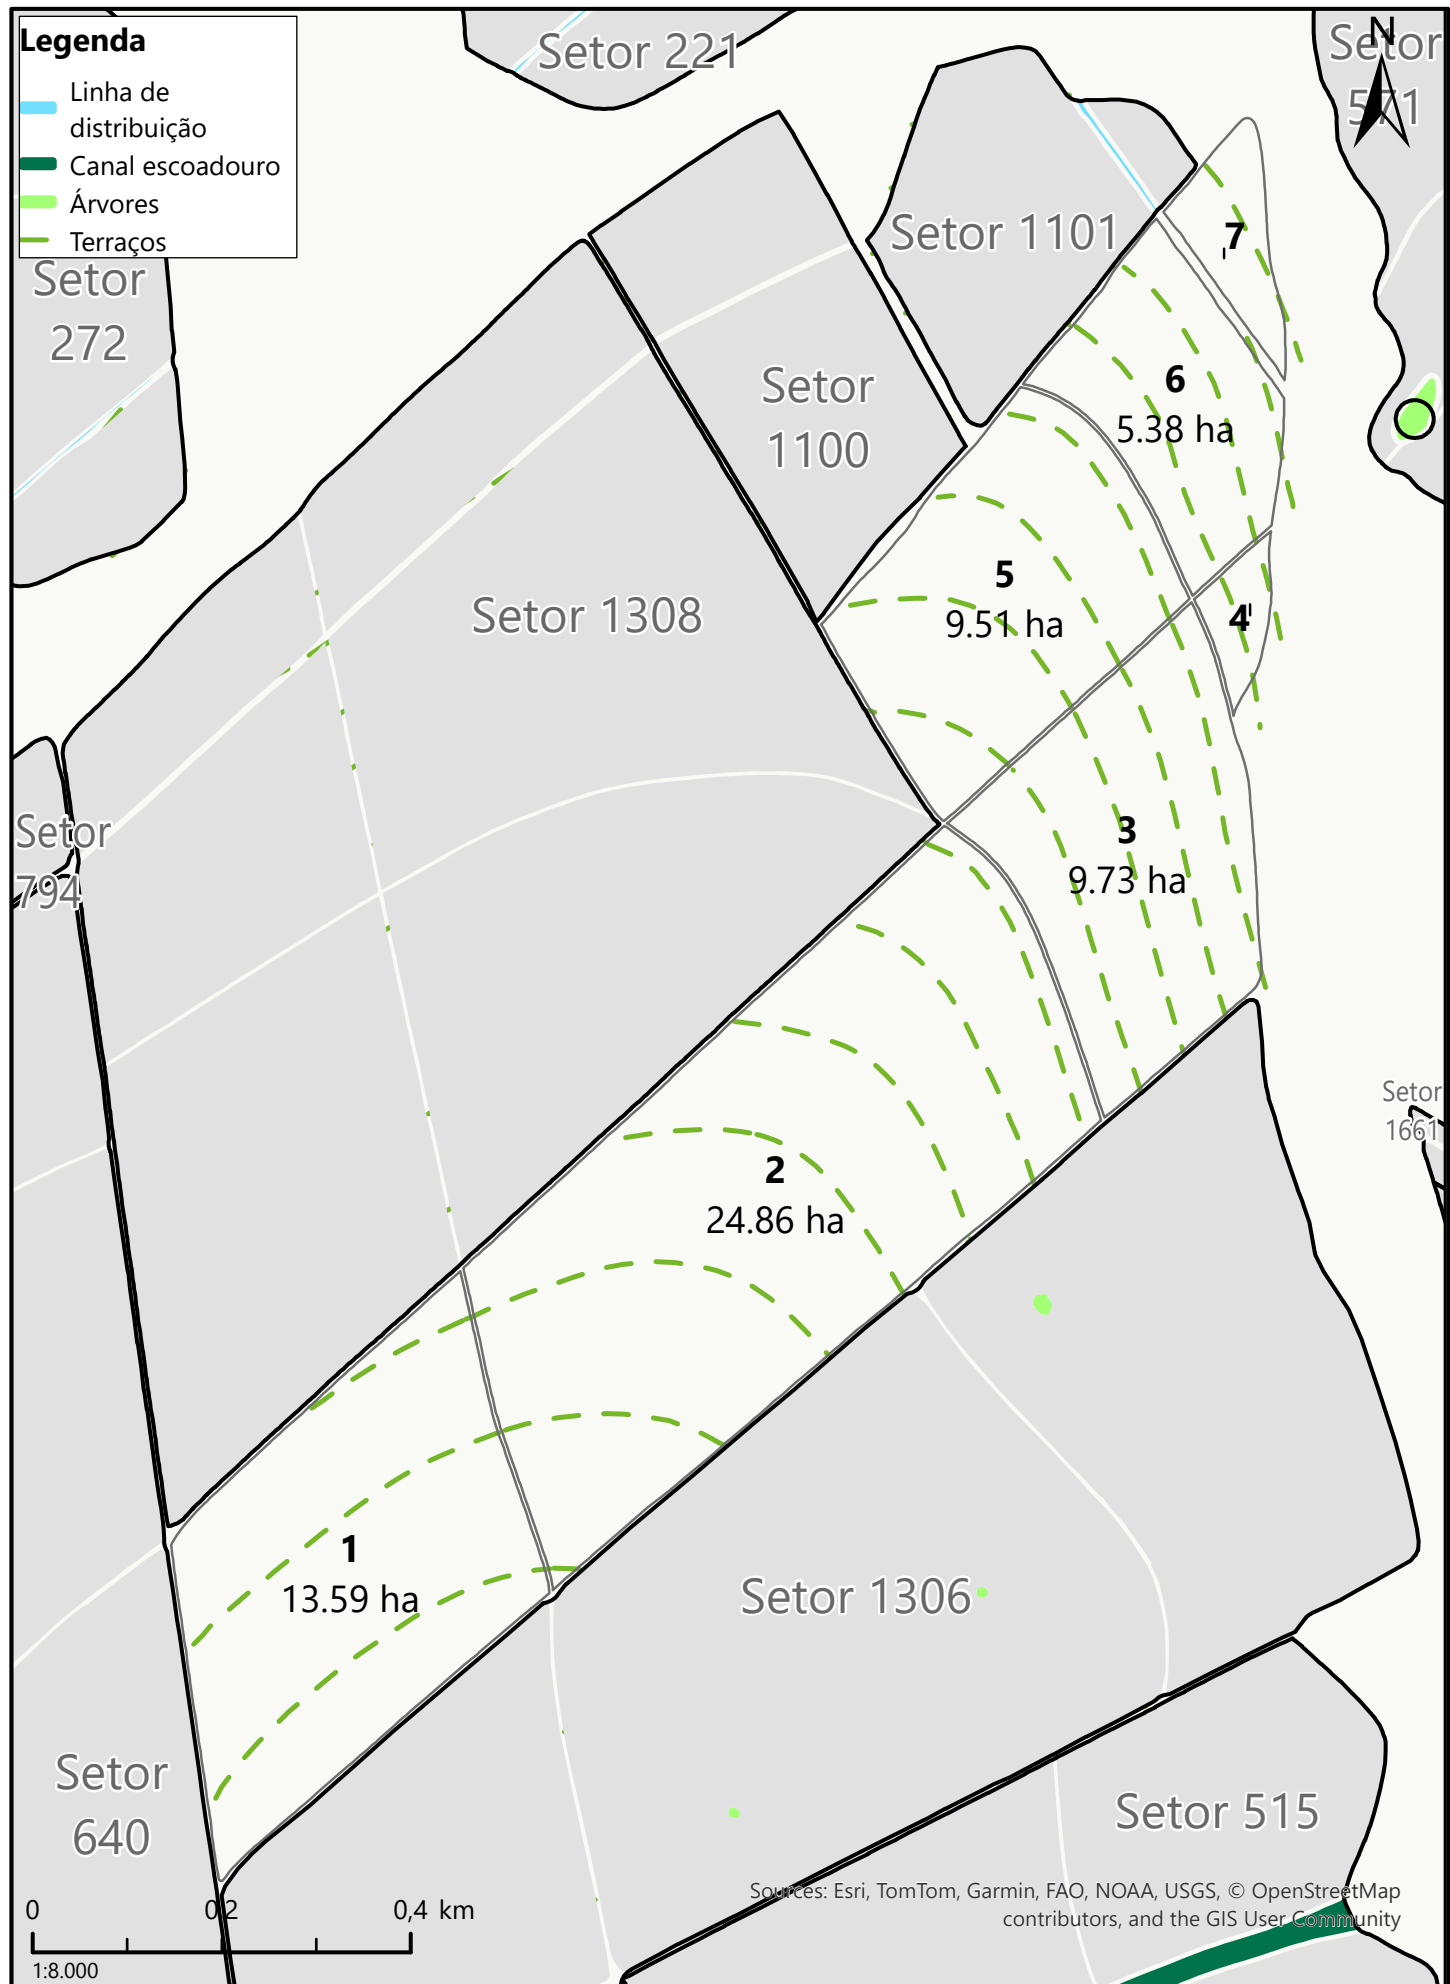 Legenda
Linha de
distribuição
Canal escoadouro
Árvores
Terraços
Setor 221
Setor
571
N
Setor
272
Setor 1101
7
Setor
1100
6
5.38 ha
Setor 1308
5
9.51 ha
4
Setor
794
3
9.73 ha
Setor
1661
2
24.86 ha
1
13.59 ha
Setor 1306
Setor
640
Setor 515
0
0,2
0,4 km
1:8.000
Sources: Esri, TomTom, Garmin, FAO, NOAA, USGS, © OpenStreetMap
contributors, and the GIS User Community